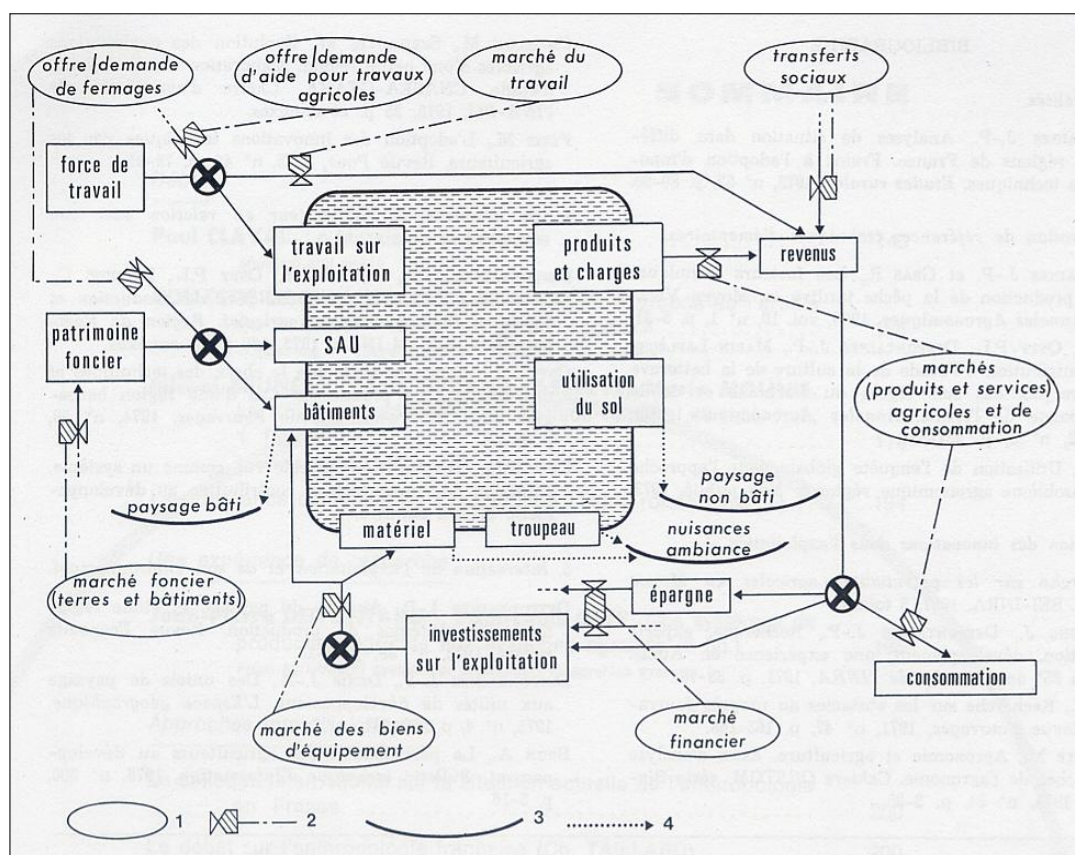 offre/demande
de fermages
offre/demande
d'aide pour travaux
agricoles
marché du
travail
transferts
sociaux
force de
travail
travail sur
l'exploitation
produits
et charges
revenus
patrimoine
foncier
SAU
bâtiments
utilisation
du sol
marchés
(produits et services)
agricoles et de
consommation
paysage bâti
paysage
non bâti
matériel
troupeau
nuisances
ambiance
marché foncier
(terres et bâtiments)
épargne
investissements
sur l'exploitation
consommation
marché des biens
d'équipement
marché
financier
1
2
3
4